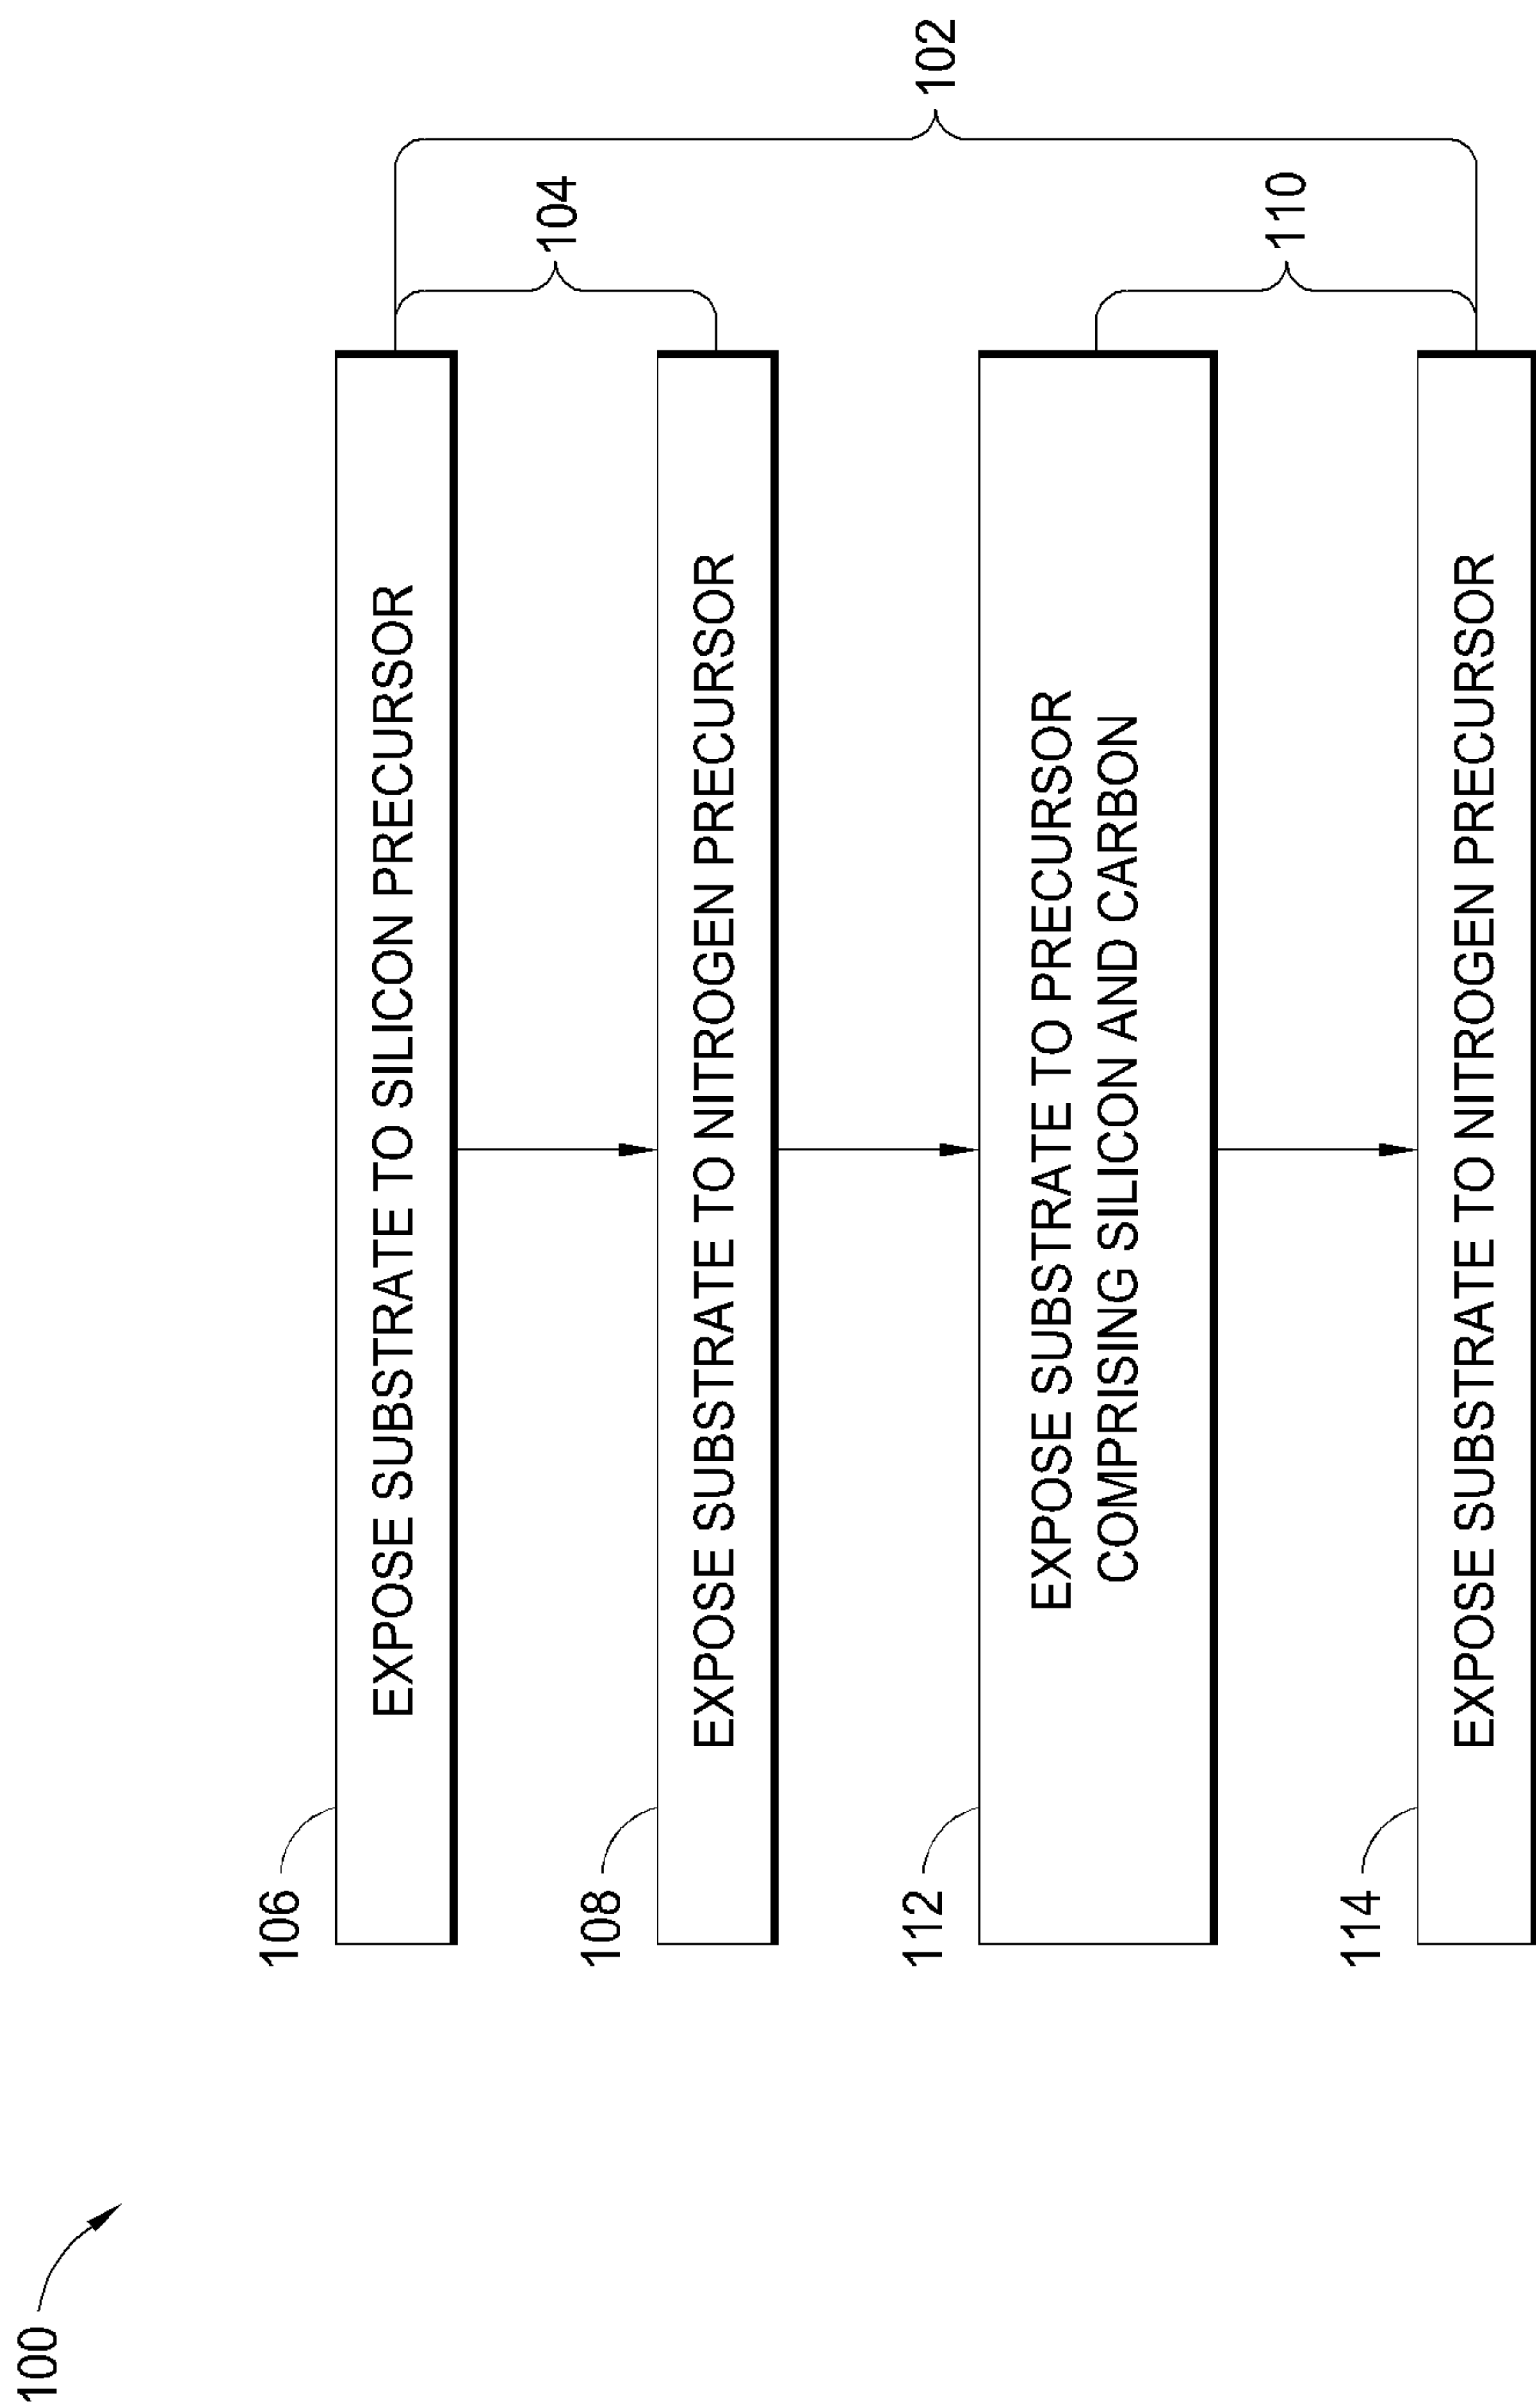 100
106
EXPOSE SUBSTRATE TO SILICON PRECURSOR
104
108
EXPOSE SUBSTRATE TO NITROGEN PRECURSOR
102
112
EXPOSE SUBSTRATE TO PRECURSOR
COMPRISING SILICON AND CARBON
110
114
EXPOSE SUBSTRATE TO NITROGEN PRECURSOR